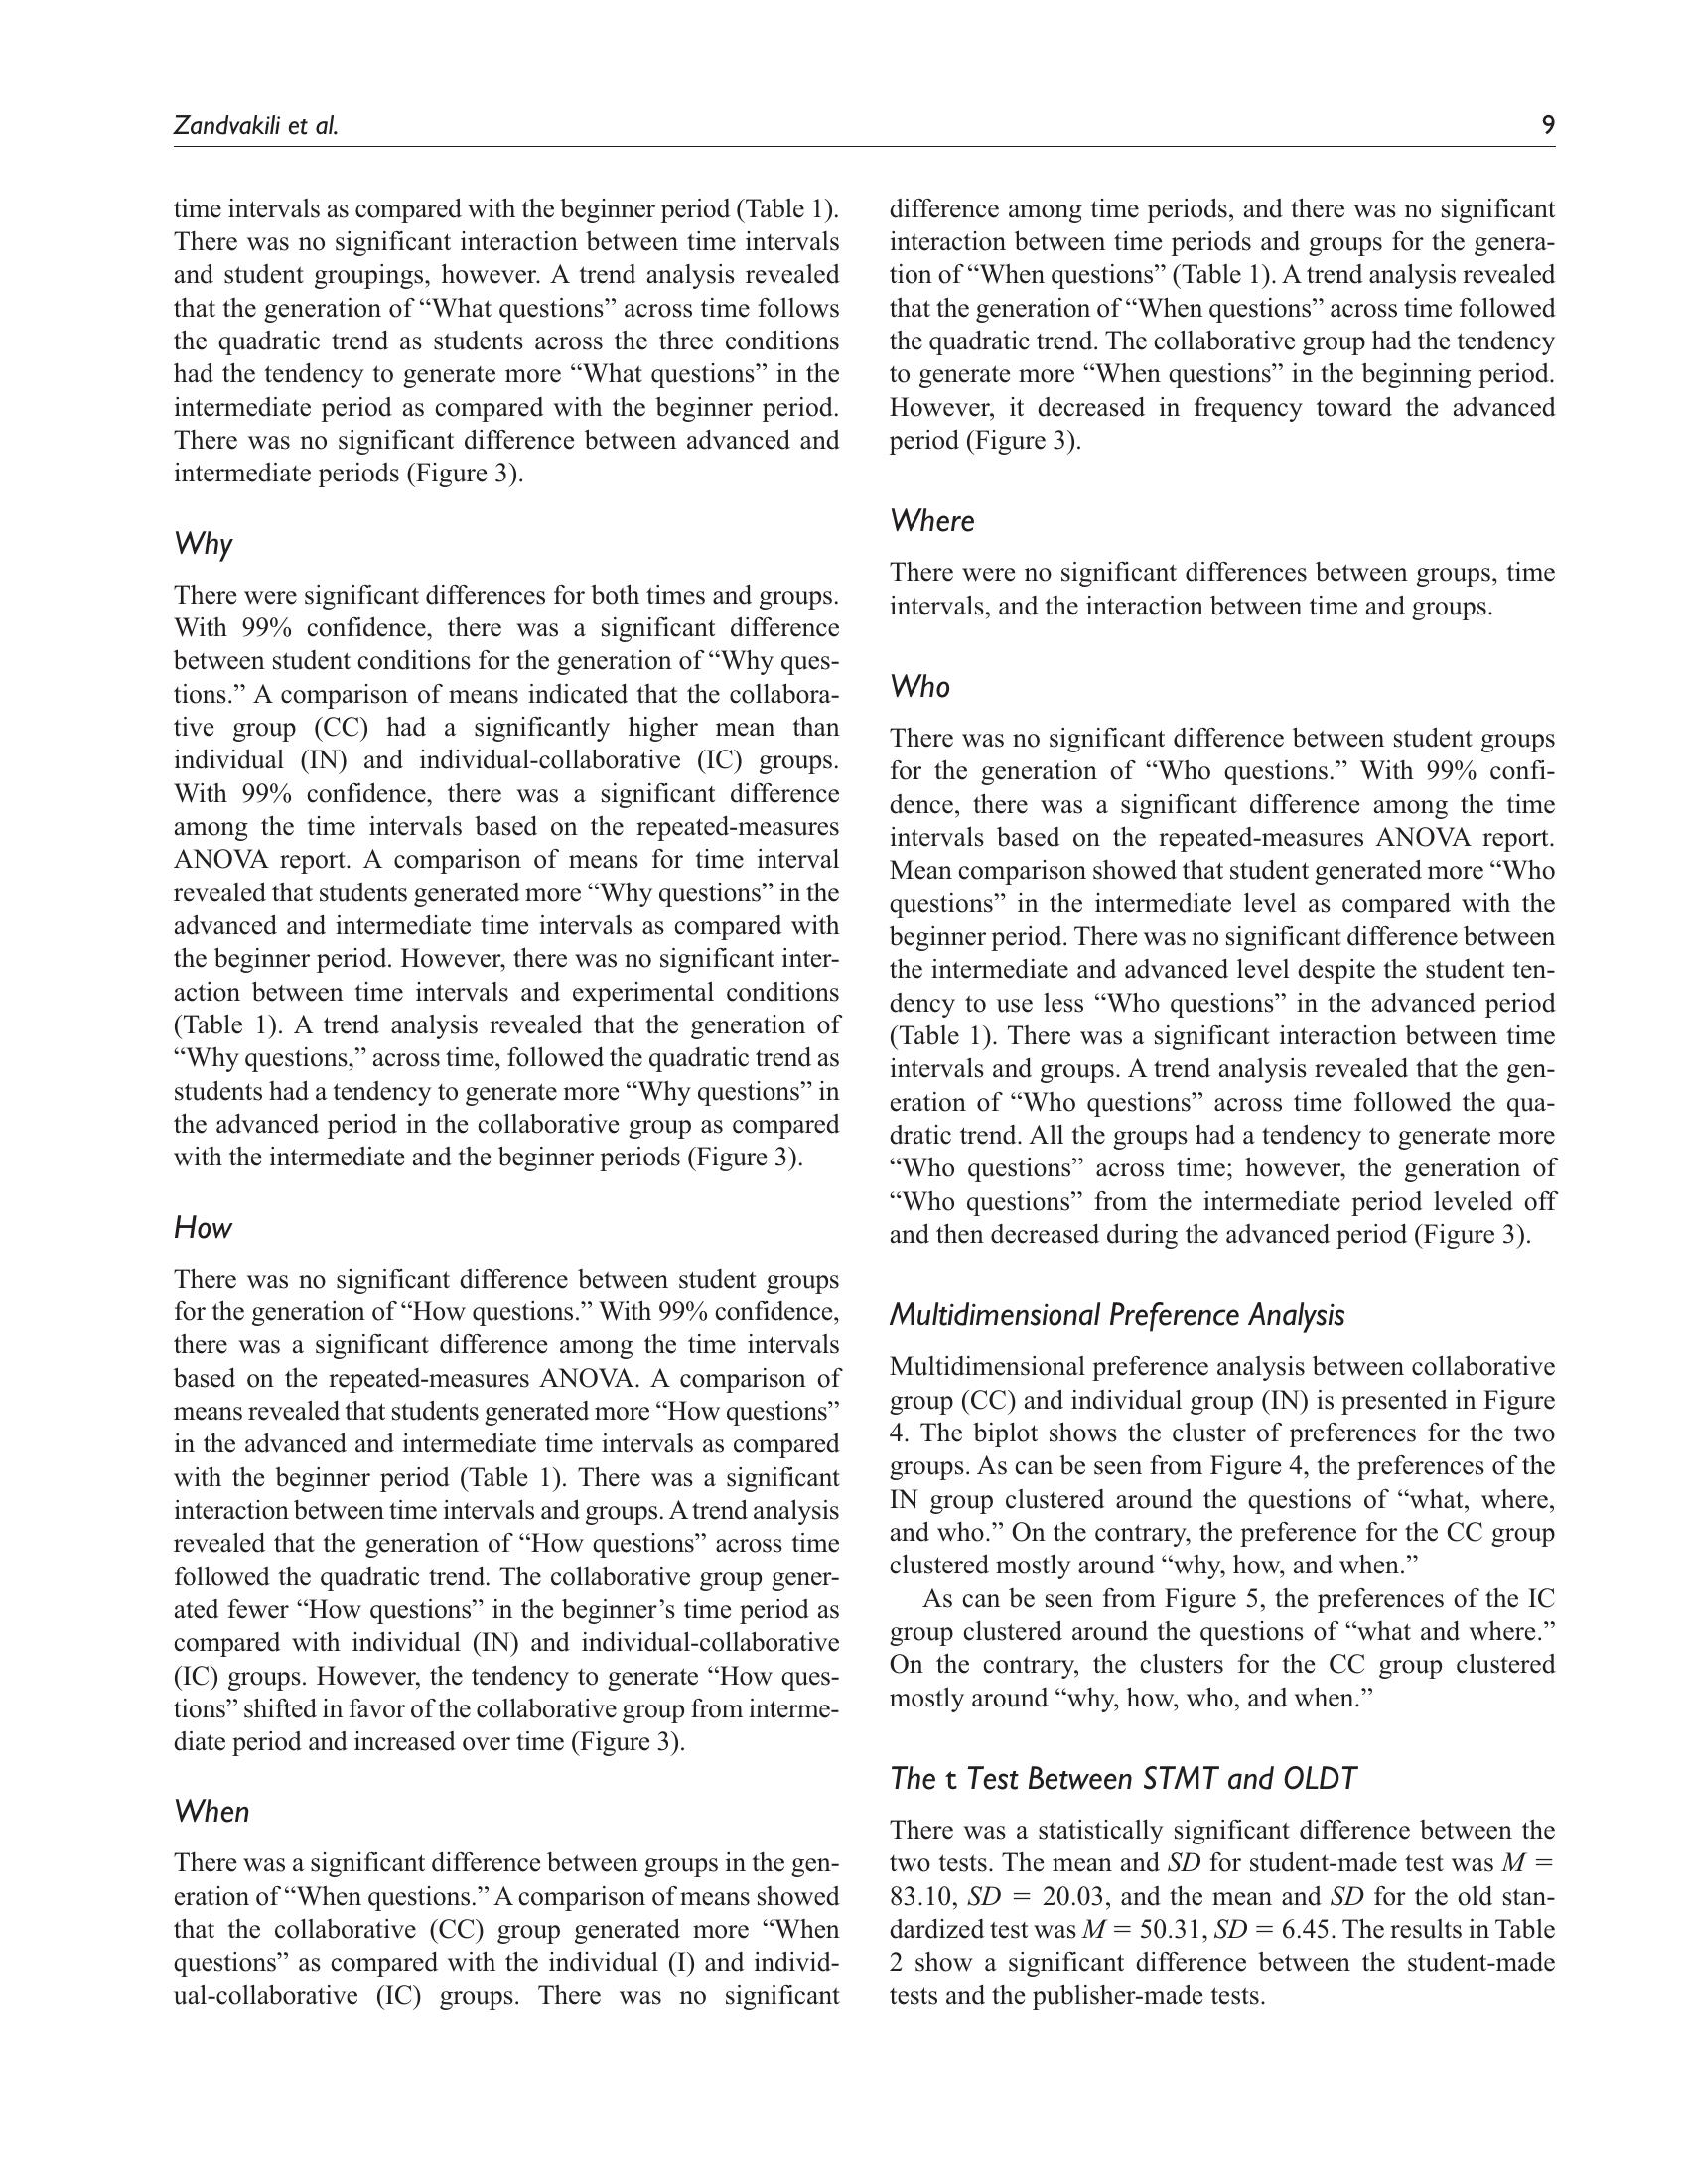 Zandvakili et al.
9
time intervals as compared with the beginner period (Table 1).
There was no significant interaction between time intervals
and student groupings, however. A trend analysis revealed
that the generation of “What questions” across time follows
the quadratic trend as students across the three conditions
had the tendency to generate more “What questions” in the
intermediate period as compared with the beginner period.
There was no significant difference between advanced and
intermediate periods (Figure 3).
Why
There were significant differences for both times and groups.
With 99% confidence, there was a significant difference
between student conditions for the generation of “Why ques-
tions.” A comparison of means indicated that the collabora-
tive group (CC) had a significantly higher mean than
individual (IN) and individual-collaborative (IC) groups.
With 99% confidence, there was a significant difference
among the time intervals based on the repeated-measures
ANOVA report. A comparison of means for time interval
revealed that students generated more “Why questions” in the
advanced and intermediate time intervals as compared with
the beginner period. However, there was no significant inter-
action between time intervals and experimental conditions
(Table 1). A trend analysis revealed that the generation of
“Why questions,” across time, followed the quadratic trend as
students had a tendency to generate more “Why questions” in
the advanced period in the collaborative group as compared
with the intermediate and the beginner periods (Figure 3).
How
There was no significant difference between student groups
for the generation of “How questions.” With 99% confidence,
there was a significant difference among the time intervals
based on the repeated-measures ANOVA. A comparison of
means revealed that students generated more “How questions”
in the advanced and intermediate time intervals as compared
with the beginner period (Table 1). There was a significant
interaction between time intervals and groups. A trend analysis
revealed that the generation of “How questions” across time
followed the quadratic trend. The collaborative group gener-
ated fewer “How questions” in the beginner’s time period as
compared with individual (IN) and individual-collaborative
(IC) groups. However, the tendency to generate “How ques-
tions” shifted in favor of the collaborative group from interme-
diate period and increased over time (Figure 3).
When
There was a significant difference between groups in the gen-
eration of “When questions.” A comparison of means showed
that the collaborative (CC) group generated more “When
questions” as compared with the individual (I) and individ-
ual-collaborative (IC) groups. There was no significant
difference among time periods, and there was no significant
interaction between time periods and groups for the genera-
tion of “When questions” (Table 1). A trend analysis revealed
that the generation of “When questions” across time followed
the quadratic trend. The collaborative group had the tendency
to generate more “When questions” in the beginning period.
However, it decreased in frequency toward the advanced
period (Figure 3).
Where
There were no significant differences between groups, time
intervals, and the interaction between time and groups.
Who
There was no significant difference between student groups
for the generation of “Who questions.” With 99% confi-
dence, there was a significant difference among the time
intervals based on the repeated-measures ANOVA report.
Mean comparison showed that student generated more “Who
questions” in the intermediate level as compared with the
beginner period. There was no significant difference between
the intermediate and advanced level despite the student ten-
dency to use less “Who questions” in the advanced period
(Table 1). There was a significant interaction between time
intervals and groups. A trend analysis revealed that the gen-
eration of “Who questions” across time followed the qua-
dratic trend. All the groups had a tendency to generate more
“Who questions” across time; however, the generation of
“Who questions” from the intermediate period leveled off
and then decreased during the advanced period (Figure 3).
Multidimensional Preference Analysis
Multidimensional preference analysis between collaborative
group (CC) and individual group (IN) is presented in Figure
4. The biplot shows the cluster of preferences for the two
groups. As can be seen from Figure 4, the preferences of the
IN group clustered around the questions of “what, where,
and who.” On the contrary, the preference for the CC group
clustered mostly around “why, how, and when.”
As can be seen from Figure 5, the preferences of the IC
group clustered around the questions of “what and where.”
On the contrary, the clusters for the CC group clustered
mostly around “why, how, who, and when.”
The t Test Between STMT and OLDT
There was a statistically significant difference between the
two tests. The mean and SD for student-made test was M =
83.10, SD = 20.03, and the mean and SD for the old stan-
dardized test was M = 50.31, SD = 6.45. The results in Table
2 show a significant difference between the student-made
tests and the publisher-made tests.